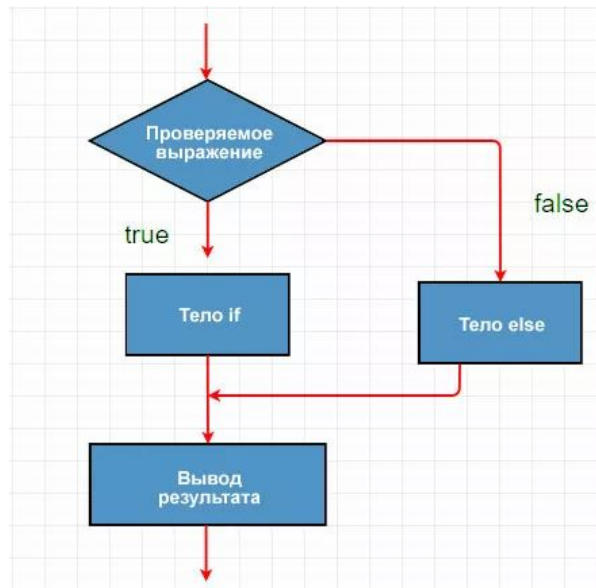 Проверяемое
выражение
true
false
Тело if
Тело else
Вывод
результата